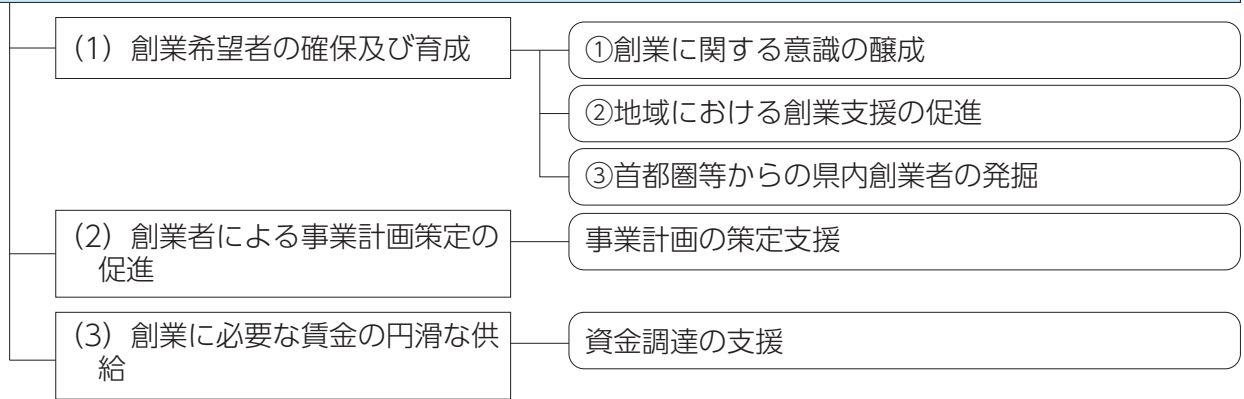 (1) 創業希望者の確保及び育成
①創業に関する意識の醸成
②地域における創業支援の促進
③首都圏等からの県内創業者の発掘
(2) 創業者による事業計画策定の
促進
事業計画の策定支援
(3) 創業に必要な賃金の円滑な供
給
資金調達の支援